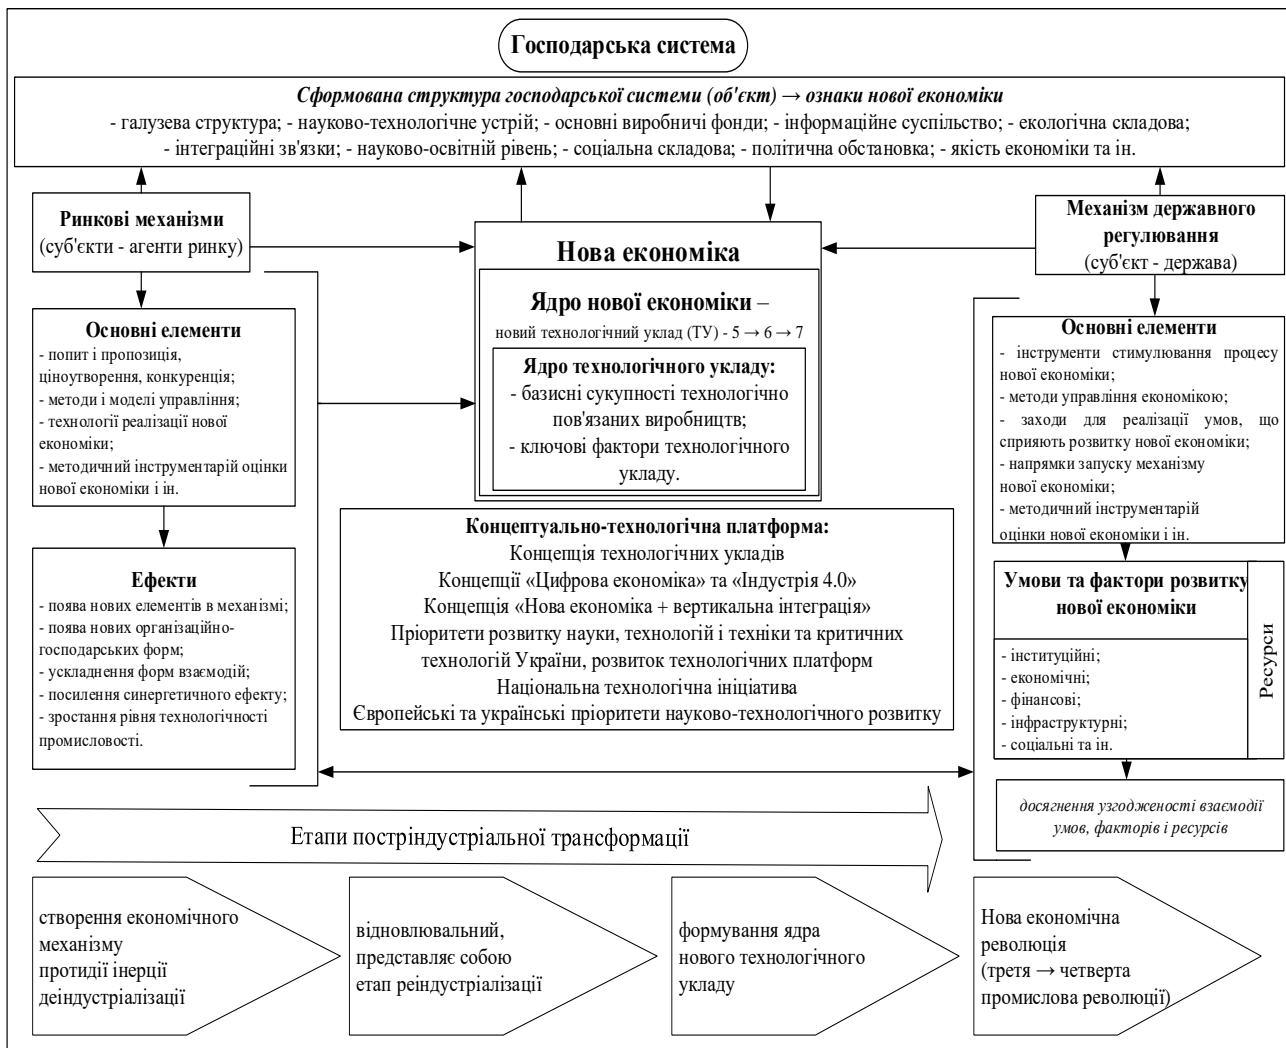 Господарська система
Сформована структура господарської системи (об'єкт) → ознаки нової економіки
- галузева структура; - науково-технологічне устрій; - основні виробничі фонди; - інформаційне суспільство; - екологічна складова;
- інтеграційні зв'язки; - науково-освітній рівень; - соціальна складова; - політична обстановка; - якість економіки та ін.
Ринкові механізми
(суб'єкти - агенти ринку)
Основні елементи
- попит і пропозиція,
ціноутворення, конкуренція;
- методи і моделі управління;
- технології реалізації нової
економіки;
- методичний інструментарій оцінки
нової економіки і ін.
Ефекти
- поява нових елементів в механізмі;
- поява нових організаційно-
господарських форм;
- ускладнення форм взаємодій;
- посилення синергетичного ефекту;
- зростання рівня технологічності
промисловості.
Нова економіка
Ядро нової економіки –
новий технологічний уклад (ТУ) - 5 → 6 → 7
Ядро технологічного укладу:
- базисні сукупності технологічно
пов'язаних виробництв;
- ключові фактори технологічного
укладу.
Концептуально-технологічна платформа:
Концепція технологічних укладів
Концепції «Цифрова економіка» та «Індустрія 4.0»
Концепція «Нова економіка + вертикальна інтеграція»
Пріоритети розвитку науки, технологій і техніки та критичних
технологій України, розвиток технологічних платформ
Національна технологічна ініціатива
Європейські та українські пріоритети науково-технологічного розвитку
Механізм державного
регулювання
(суб'єкт - держава)
Основні елементи
- інструменти стимулювання процесу
нової економіки;
- методи управління економікою;
- заходи для реалізації умов, що
сприяють розвитку нової економіки;
- напрямки запуску механізму
нової економіки;
- методичний інструментарій
оцінки нової економіки і ін.
Умови та фактори розвитку
нової економіки
- інституційні;
- економічні;
- фінансові;
- інфраструктурні;
- соціальні та ін.
Ресурси
досягнення узгодженості взаємодії
умов, факторів і ресурсів
Етапи постріндустріальної трансформації
створення економічного
механізму
протидії інерції
деіндустріалізації
відновлювальний,
представляє собою
етап реіндустріалізації
формування ядра
нового технологічного
укладу
Нова економічна
революція
(третя → четверта
промислова революції)